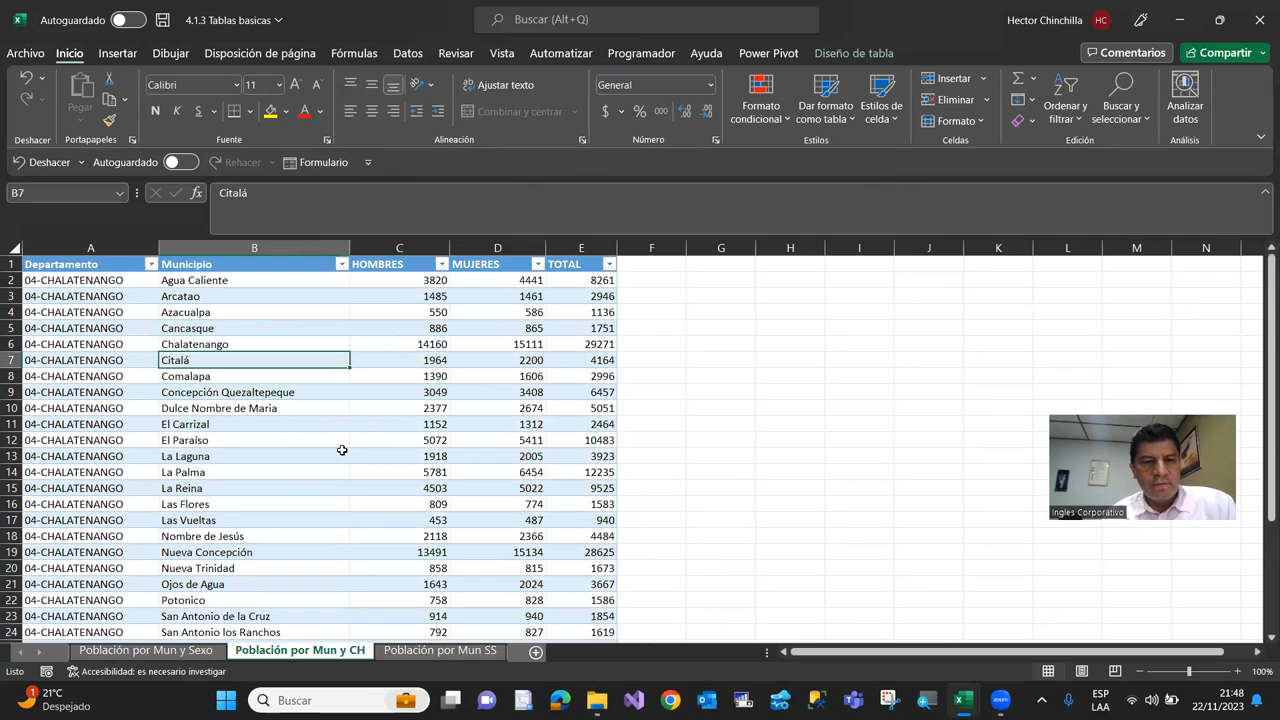 Autoguardado 4.1.3 Tablas basicas Buscar (Alt+Q) Hector Chinchilla HC
Archivo Inicio Insertar Dibujar Disposición de página Fórmulas Datos Revisar Vista Automatizar Programador Ayuda Power Pivot Diseño de tabla Comentarios Compartir
Pegar Calibri 11 Ajustar texto General Formato condicional Dar formato como tabla Estilos de celda Insertar Ordenar y filtrar Buscar y seleccionar Analizar datos
N K S Combinar y centrar $ % 000 Eliminar
Formato
Deshacer Portapapeles Fuente Alineación Número Estilos Celdas Edición Análisis
Deshacer Autoguardado Rehacer Formulario
B7 fx Citalá
A B C D E F G H I J K L M N
1 Departamento Municipio HOMBRES MUJERES TOTAL
2 04-CHALATENANGO Agua Caliente 3820 4441 8261
3 04-CHALATENANGO Arcatao 1485 1461 2946
4 04-CHALATENANGO Azacualpa 550 586 1136
5 04-CHALATENANGO Cancasque 886 865 1751
6 04-CHALATENANGO Chalatenango 14160 15111 29271
7 04-CHALATENANGO Citalá 1964 2200 4164
8 04-CHALATENANGO Comalapa 1390 1606 2996
9 04-CHALATENANGO Concepción Quezaltepeque 3049 3408 6457
10 04-CHALATENANGO Dulce Nombre de Maria 2377 2674 5051
11 04-CHALATENANGO El Carrizal 1152 1312 2464
12 04-CHALATENANGO El Paraíso 5072 5411 10483
13 04-CHALATENANGO La Laguna 1918 2005 3923
14 04-CHALATENANGO La Palma 5781 6454 12235
15 04-CHALATENANGO La Reina 4503 5022 9525
16 04-CHALATENANGO Las Flores 809 774 1583
17 04-CHALATENANGO Las Vueltas 453 487 940
18 04-CHALATENANGO Nombre de Jesús 2118 2366 4484
19 04-CHALATENANGO Nueva Concepción 13491 15134 28625
20 04-CHALATENANGO Nueva Trinidad 858 815 1673
21 04-CHALATENANGO Ojos de Agua 1643 2024 3667
22 04-CHALATENANGO Potonico 758 828 1586
23 04-CHALATENANGO San Antonio de la Cruz 914 940 1854
24 04-CHALATENANGO San Antonio los Ranchos 792 827 1619
Ingles Corporativo
Población por Mun y Sexo Población por Mun y CH Población por Mun SS
Listo Accesibilidad: es necesario investigar 100%
1 21°C Despejado Buscar zoom ESP LAA 21:48 22/11/2023